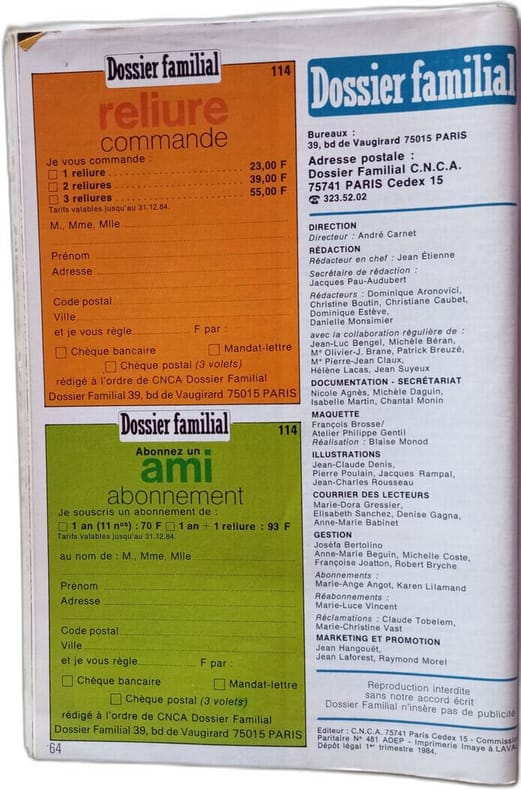 Dossier familial
114
reliure
commande
Je vous commande :
1 reliure 23,00 F
2 reliures 39,00 F
3 reliures 55,00 F
Tarifs valables jusqu'au 31.12.84.
M., Mme, Mlle
Prénom
Adresse
Code postal
Ville
et je vous règle F par :
Chèque bancaire Mandat-lettre
Chèque postal (3 volets)
rédigé à l'ordre de CNCA Dossier Familial
Dossier Familial 39, bd de Vaugirard 75015 PARIS
Dossier familial
114
Abonnez un
ami
abonnement
Je souscris un abonnement de :
1 an (11 nos) : 70 F 1 an + 1 reliure : 93 F
Tarifs valables jusqu'au 31.12.84.
au nom de : M., Mme, Mlle
Prénom
Adresse
Code postal
Ville
et je vous règle F par :
Chèque bancaire Mandat-lettre
Chèque postal (3 volets)
rédigé à l'ordre de CNCA Dossier Familial
Dossier Familial 39, bd de Vaugirard 75015 PARIS
64
Dossier familial
Bureaux :
39, bd de Vaugirard 75015 PARIS
Adresse postale :
Dossier Familial C.N.C.A.
75741 PARIS Cedex 15
☎ 323.52.02
DIRECTION
Directeur : André Carnet
RÉDACTION
Rédacteur en chef : Jean Étienne
Secrétaire de rédaction :
Jacques Pau-Audubert
Rédacteurs : Dominique Aronovici,
Christine Boutin, Christiane Caubet,
Dominique Estève,
Danielle Monsimier
avec la collaboration régulière de :
Jean-Luc Bengel, Michèle Béran,
Me Olivier-J. Brane, Patrick Breuzé,
Me Pierre-Jean Claux,
Hélène Lacas, Jean Suyeux
DOCUMENTATION - SECRÉTARIAT
Nicole Agnès, Michèle Daguin,
Isabelle Martin, Chantal Monin
MAQUETTE
François Brosse/
Atelier Philippe Gentil
Réalisation : Blaise Monod
ILLUSTRATIONS
Jean-Claude Denis,
Pierre Poulain, Jacques Rampal,
Jean-Charles Rousseau
COURRIER DES LECTEURS
Marie-Dora Gressier,
Elisabeth Sanchez, Denise Gagna,
Anne-Marie Babinet
GESTION
Joséfa Bertolino
Anne-Marie Beguin, Michelle Coste,
Françoise Joatton, Robert Bryche
Abonnements :
Marie-Ange Angot, Karen Lilamand
Réabonnements :
Marie-Luce Vincent
Réclamations : Claude Tobelem,
Marie-Christine Vast
MARKETING ET PROMOTION
Jean Hangouët,
Jean Laforest, Raymond Morel
Reproduction interdite
sans notre accord écrit
Dossier Familial n'insère pas de publicité
Editeur : C.N.C.A. 75741 Paris Cedex 15 - Commiss
Paritaire N° 481 ADEP - Imprimerie Imaye à LAVA
Dépôt légal 1er trimestre 1984,